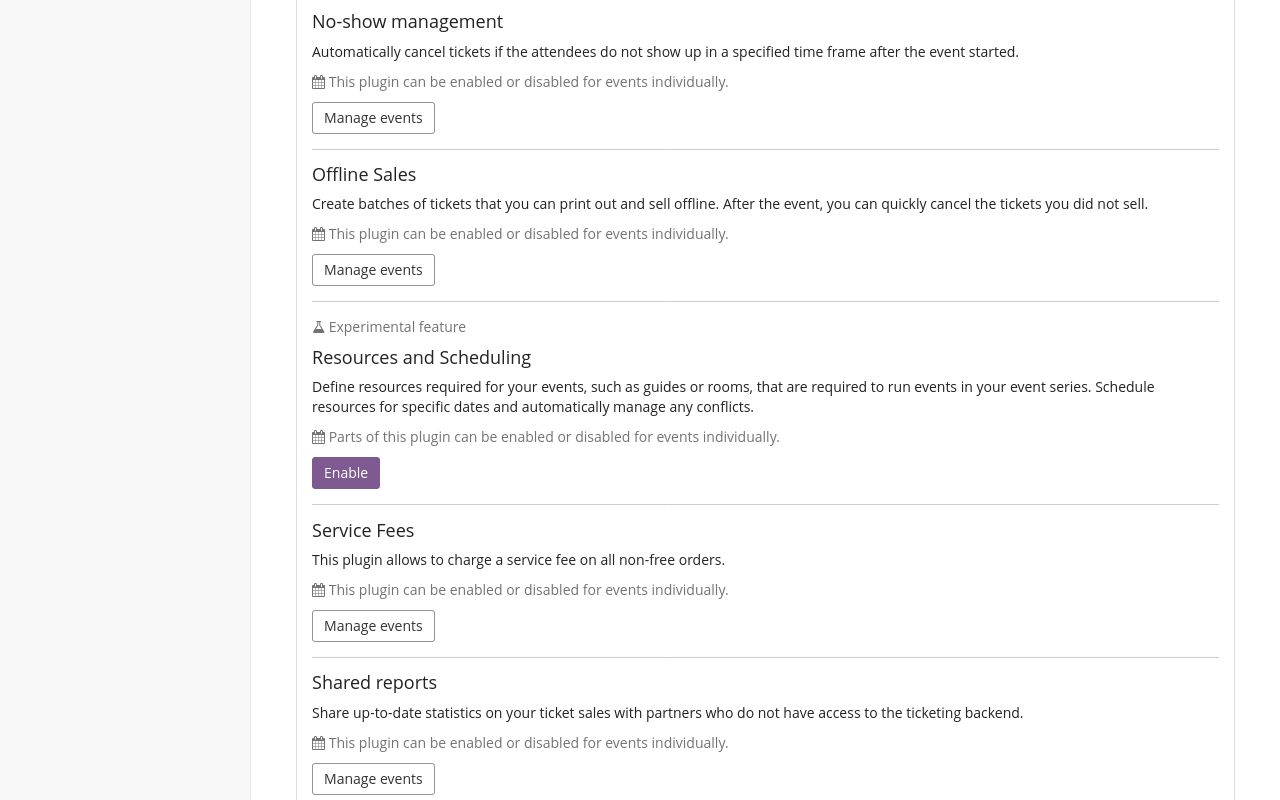 No-show management
Automatically cancel tickets if the attendees do not show up in a specified time frame after the event started.
This plugin can be enabled or disabled for events individually.
Manage events
Offline Sales
Create batches of tickets that you can print out and sell offline. After the event, you can quickly cancel the tickets you did not sell.
This plugin can be enabled or disabled for events individually.
Manage events
Experimental feature
Resources and Scheduling
Define resources required for your events, such as guides or rooms, that are required to run events in your event series. Schedule
resources for specific dates and automatically manage any conflicts.
Parts of this plugin can be enabled or disabled for events individually.
Enable
Service Fees
This plugin allows to charge a service fee on all non-free orders.
This plugin can be enabled or disabled for events individually.
Manage events
Shared reports
Share up-to-date statistics on your ticket sales with partners who do not have access to the ticketing backend.
This plugin can be enabled or disabled for events individually.
Manage events